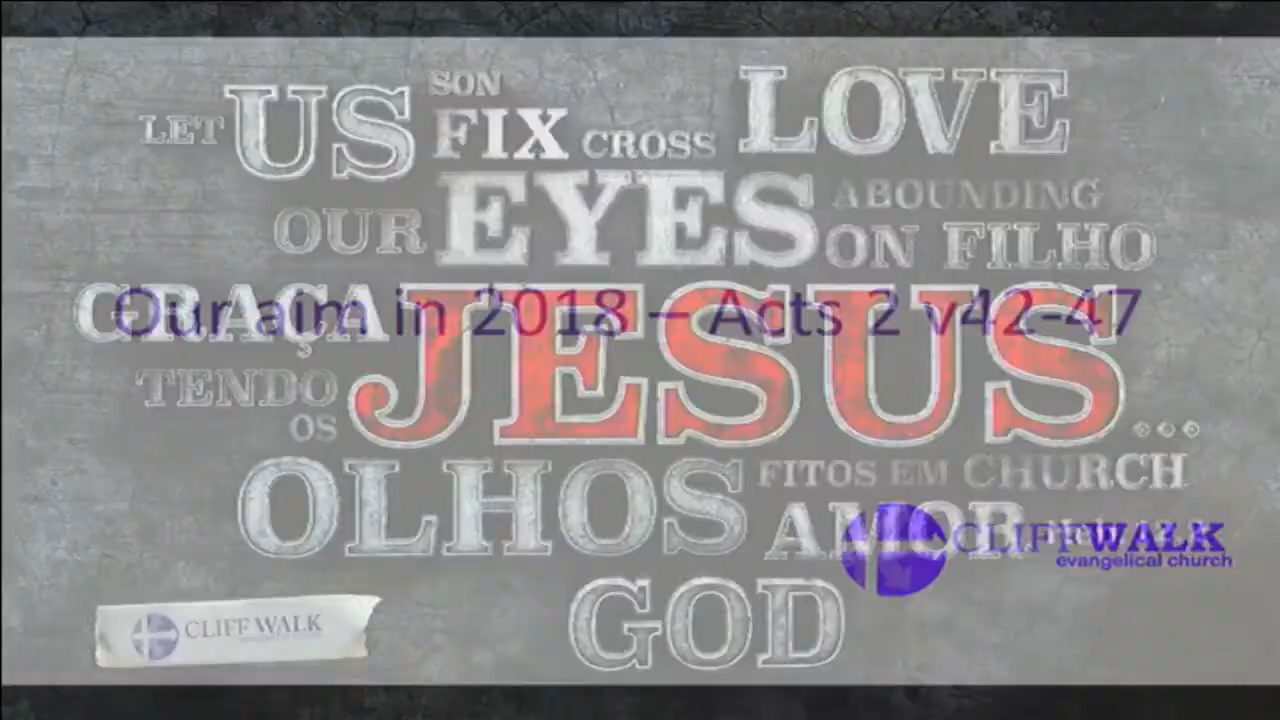 SON
LOVE
LET US
FIX CROSS
EYES
ABOUNDING
OUR
ON FILHO
GRAÇA
Our aim in 2018 – Acts 2 v42-47
JESUS...
TENDO
OS
OLHOS
FITOS EM CHURCH
AMOR
CLIFFWALK
evangelical church
GOD
CLIFF WALK